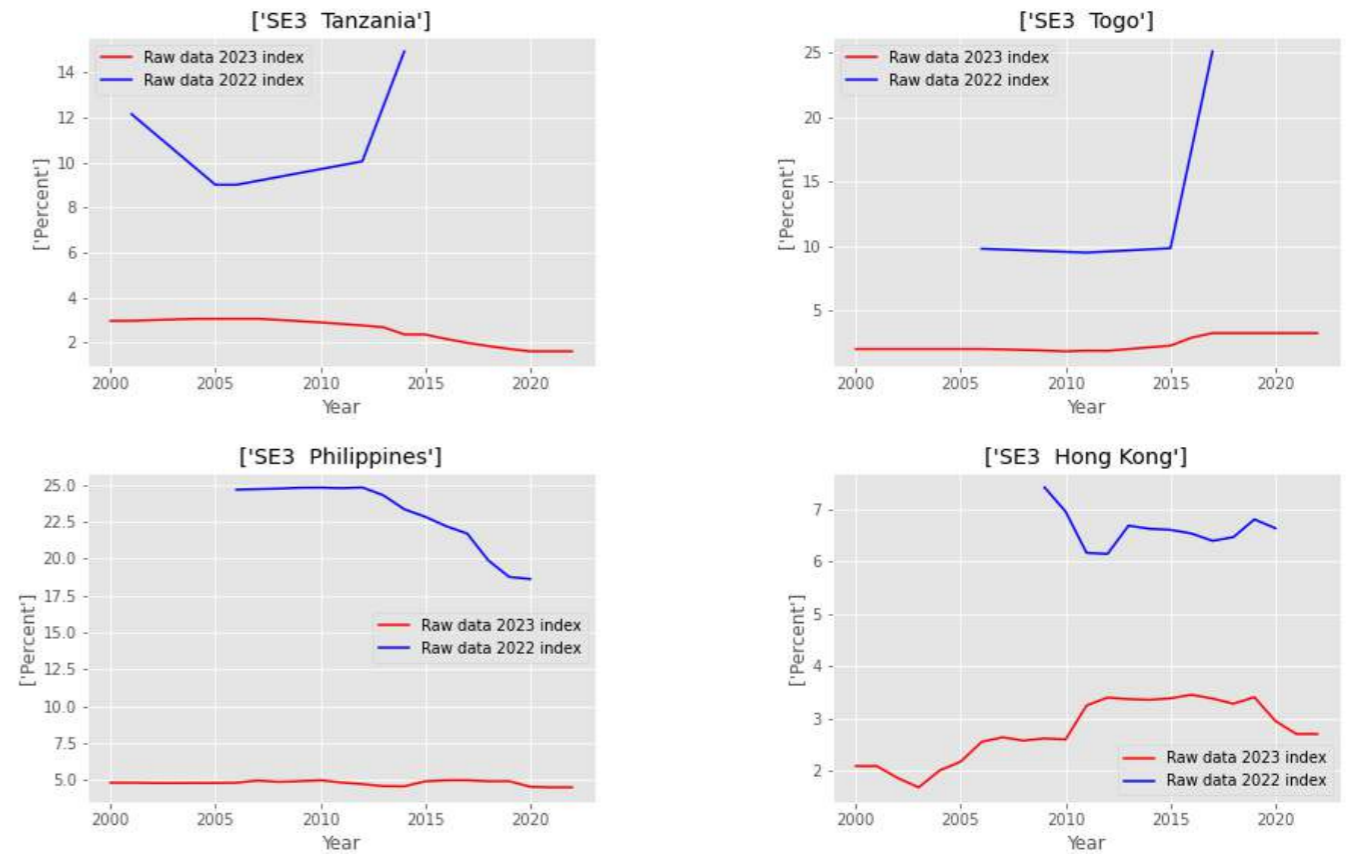 ['SE3  Tanzania']
Raw data 2023 index
Raw data 2022 index
['Percent']
14
12
10
8
6
4
2
2000 2005 2010 2015 2020
Year
['SE3  Togo']
Raw data 2023 index
Raw data 2022 index
['Percent']
25
20
15
10
5
2000 2005 2010 2015 2020
Year
['SE3  Philippines']
['Percent']
25.0
22.5
20.0
17.5
15.0
12.5
10.0
7.5
5.0
Raw data 2023 index
Raw data 2022 index
2000 2005 2010 2015 2020
Year
['SE3  Hong Kong']
['Percent']
7
6
5
4
3
2
Raw data 2023 index
Raw data 2022 index
2000 2005 2010 2015 2020
Year